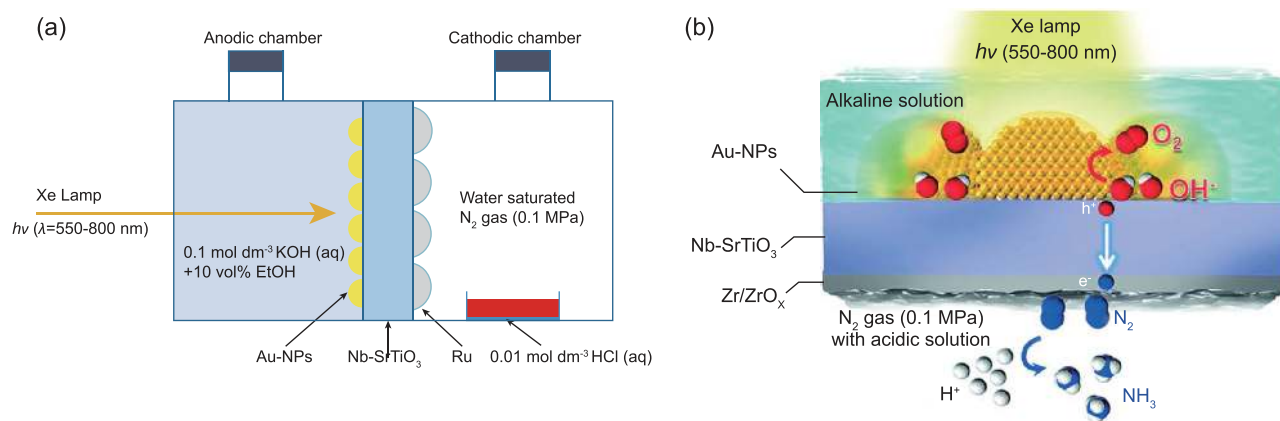 (a)
Anodic chamber
Cathodic chamber
Xe Lamp
hν (λ=550-800 nm)
0.1 mol dm⁻³ KOH (aq)
+10 vol% EtOH
Water saturated
N₂ gas (0.1 MPa)
Au-NPs
Nb-SrTiO₃
Ru
0.01 mol dm⁻³ HCl (aq)
(b)
Xe lamp
hν (550-800 nm)
Alkaline solution
Au-NPs
O₂
OH⁻
h⁺
Nb-SrTiO₃
e⁻
Zr/ZrOₓ
N₂ gas (0.1 MPa)
with acidic solution
N₂
H⁺
NH₃